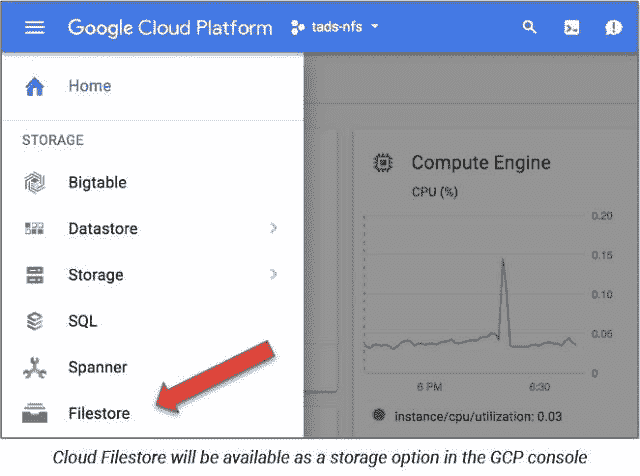 Google Cloud Platform tads-nfs
Home
STORAGE
Bigtable
Datastore
Storage
SQL
Spanner
Filestore
Compute Engine
CPU (%)
0.20
0.15
0.10
0.05
0
6 PM 6:30
instance/cpu/utilization: 0.03
Cloud Filestore will be available as a storage option in the GCP console